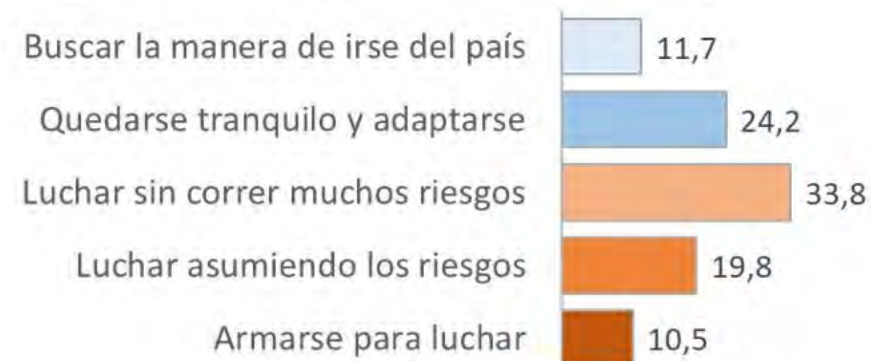 Buscar la manera de irse del país 11,7
Quedarse tranquilo y adaptarse 24,2
Luchar sin correr muchos riesgos 33,8
Luchar asumiendo los riesgos 19,8
Armarse para luchar 10,5